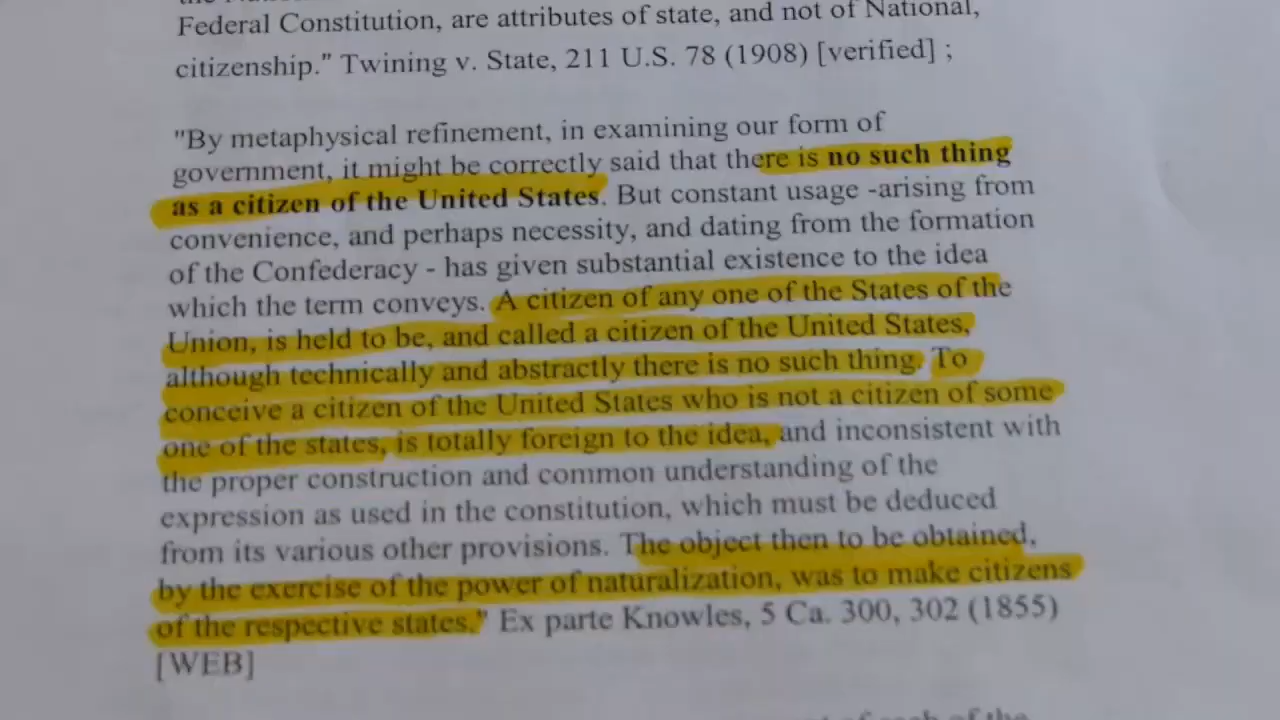 Federal Constitution, are attributes of state, and not of National,
citizenship." Twining v. State, 211 U.S. 78 (1908) [verified] ;
"By metaphysical refinement, in examining our form of
government, it might be correctly said that there is no such thing
as a citizen of the United States. But constant usage -arising from
convenience, and perhaps necessity, and dating from the formation
of the Confederacy - has given substantial existence to the idea
which the term conveys. A citizen of any one of the States of the
Union, is held to be, and called a citizen of the United States,
although technically and abstractly there is no such thing. To
conceive a citizen of the United States who is not a citizen of some
one of the states, is totally foreign to the idea, and inconsistent with
the proper construction and common understanding of the
expression as used in the constitution, which must be deduced
from its various other provisions. The object then to be obtained,
by the exercise of the power of naturalization, was to make citizens
of the respective states." Ex parte Knowles, 5 Ca. 300, 302 (1855)
[WEB]